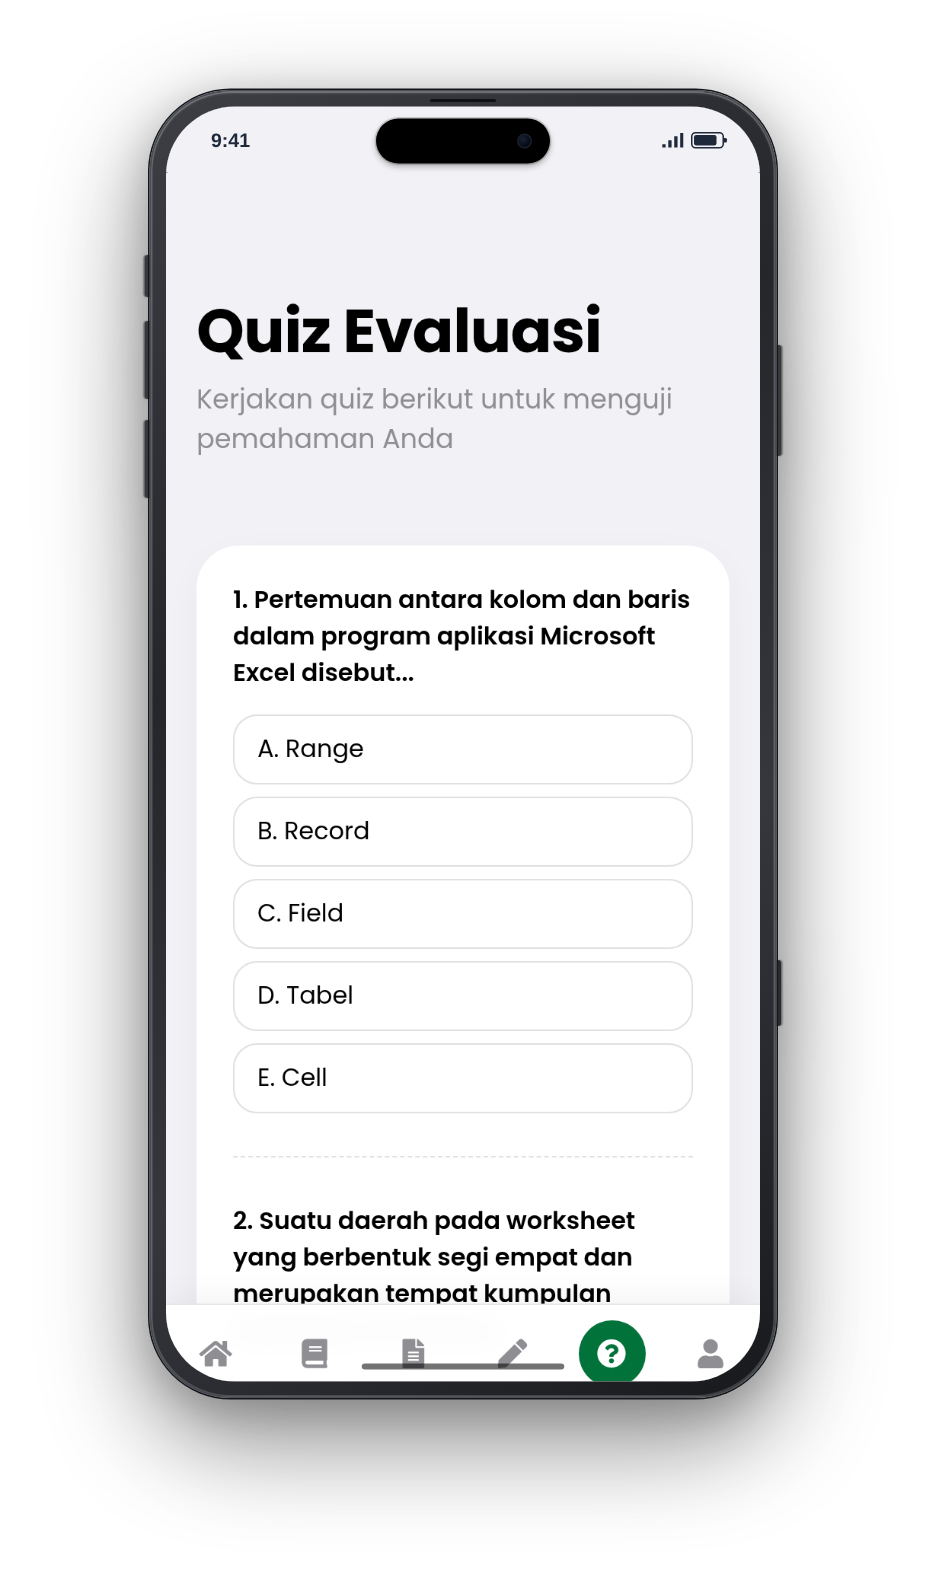 9:41
Quiz Evaluasi
Kerjakan quiz berikut untuk menguji
pemahaman Anda
1. Pertemuan antara kolom dan baris
dalam program aplikasi Microsoft
Excel disebut...
A. Range
B. Record
C. Field
D. Tabel
E. Cell
2. Suatu daerah pada worksheet
yang berbentuk segi empat dan
merupakan tempat kumpulan
?